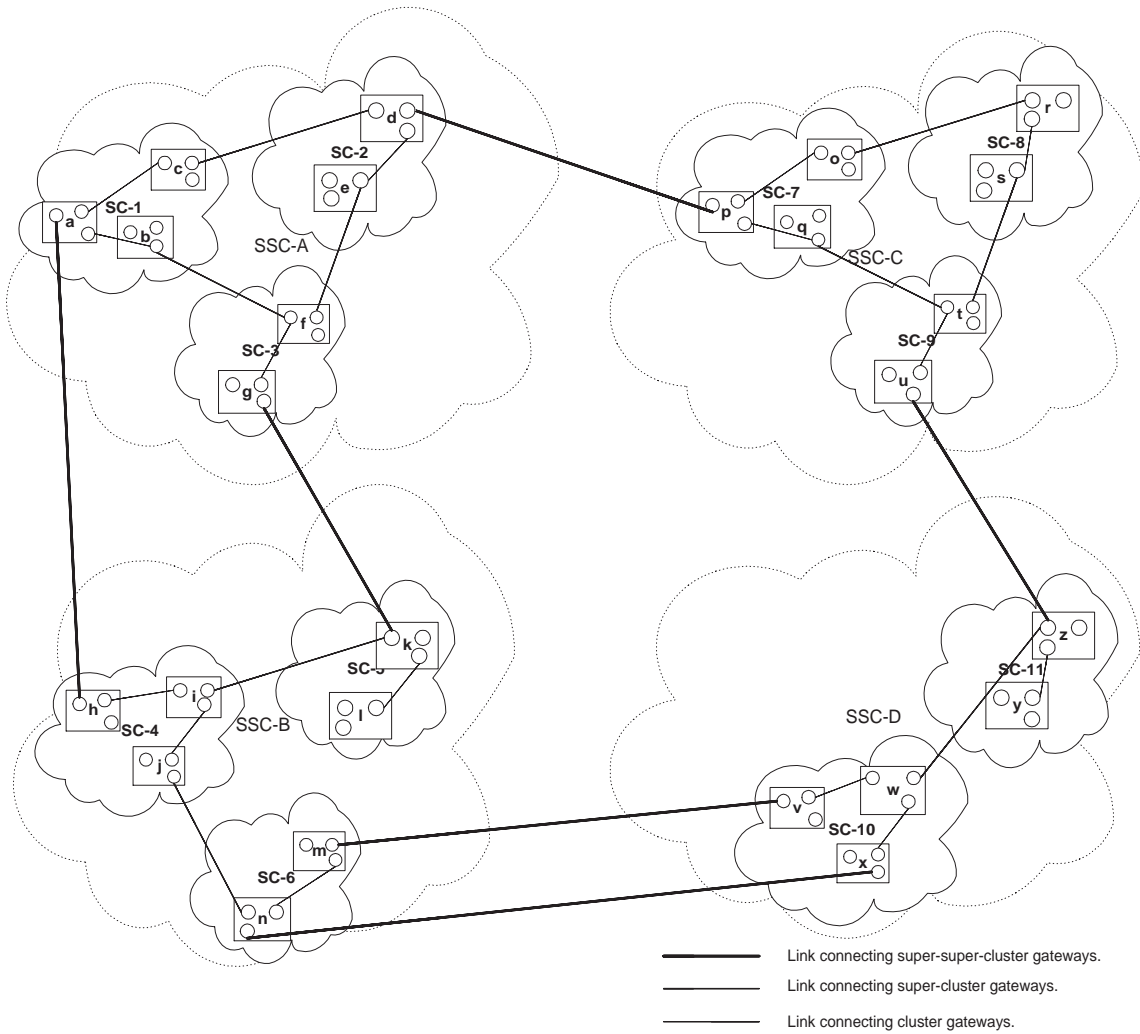 d
r
SC-2
o
SC-8
c
e
s
SC-7
SC-1
a
p
b
q
SSC-A
SSC-C
f
t
SC-3
SC-9
g
u
k
z
SC-5
SC-11
i
h
l
y
SC-4
SSC-B
SSC-D
j
w
v
SC-10
m
x
SC-6
n
Link connecting super-super-cluster gateways.
Link connecting super-cluster gateways.
Link connecting cluster gateways.